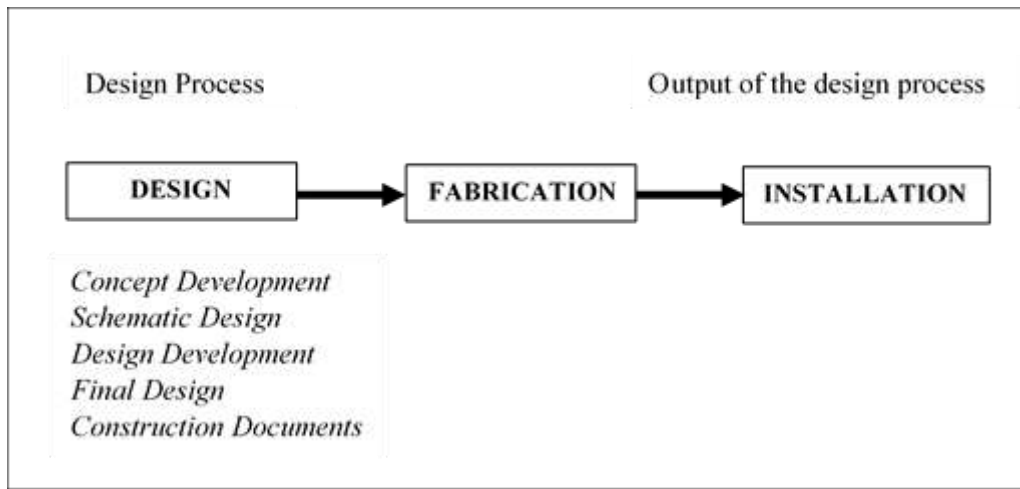 Design Process
Output of the design process
DESIGN
FABRICATION
INSTALLATION
Concept Development
Schematic Design
Design Development
Final Design
Construction Documents